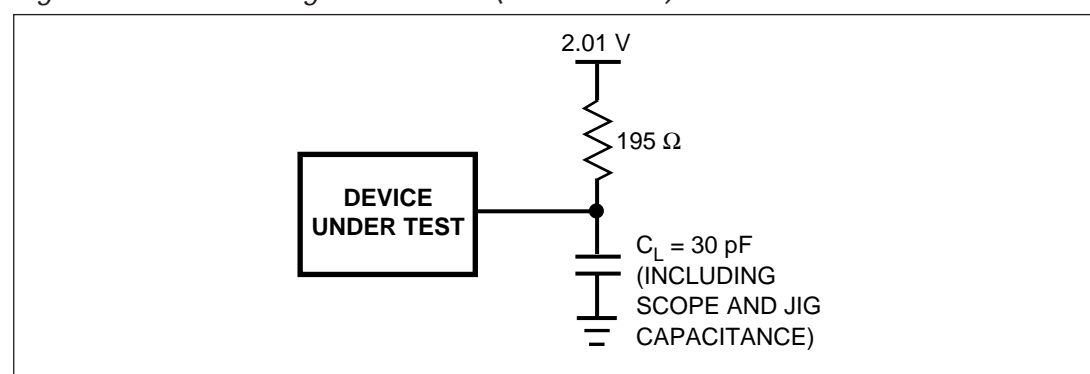 2.01 V
195 Ω
DEVICE
UNDER TEST
C_L = 30 pF
(INCLUDING
SCOPE AND JIG
CAPACITANCE)